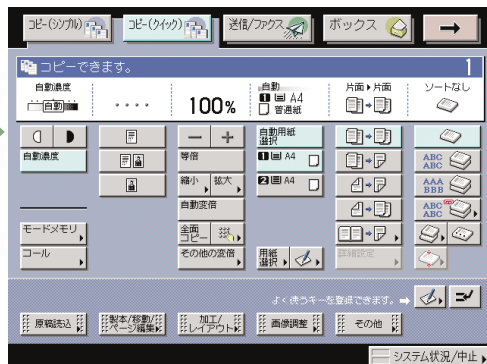 コピー(シンプル) コピー(クイック) 送信/ファクス ボックス
コピーできます。 1
自動濃度 自動 片面▶片面 ソートなし
自動 100% 1 A4 普通紙
自動濃度 等倍 自動用紙選択
1 A4 ABC ABC
縮小 拡大 2 A4 AAA BBB
自動変倍 ABC ABC
モードメモリ 全面コピー
コール その他の変倍 用紙選択 詳細設定
よく使うキーを登録できます。
原稿読込 製本/移動/ページ編集 加工/レイアウト 画像調整 その他
システム状況/中止